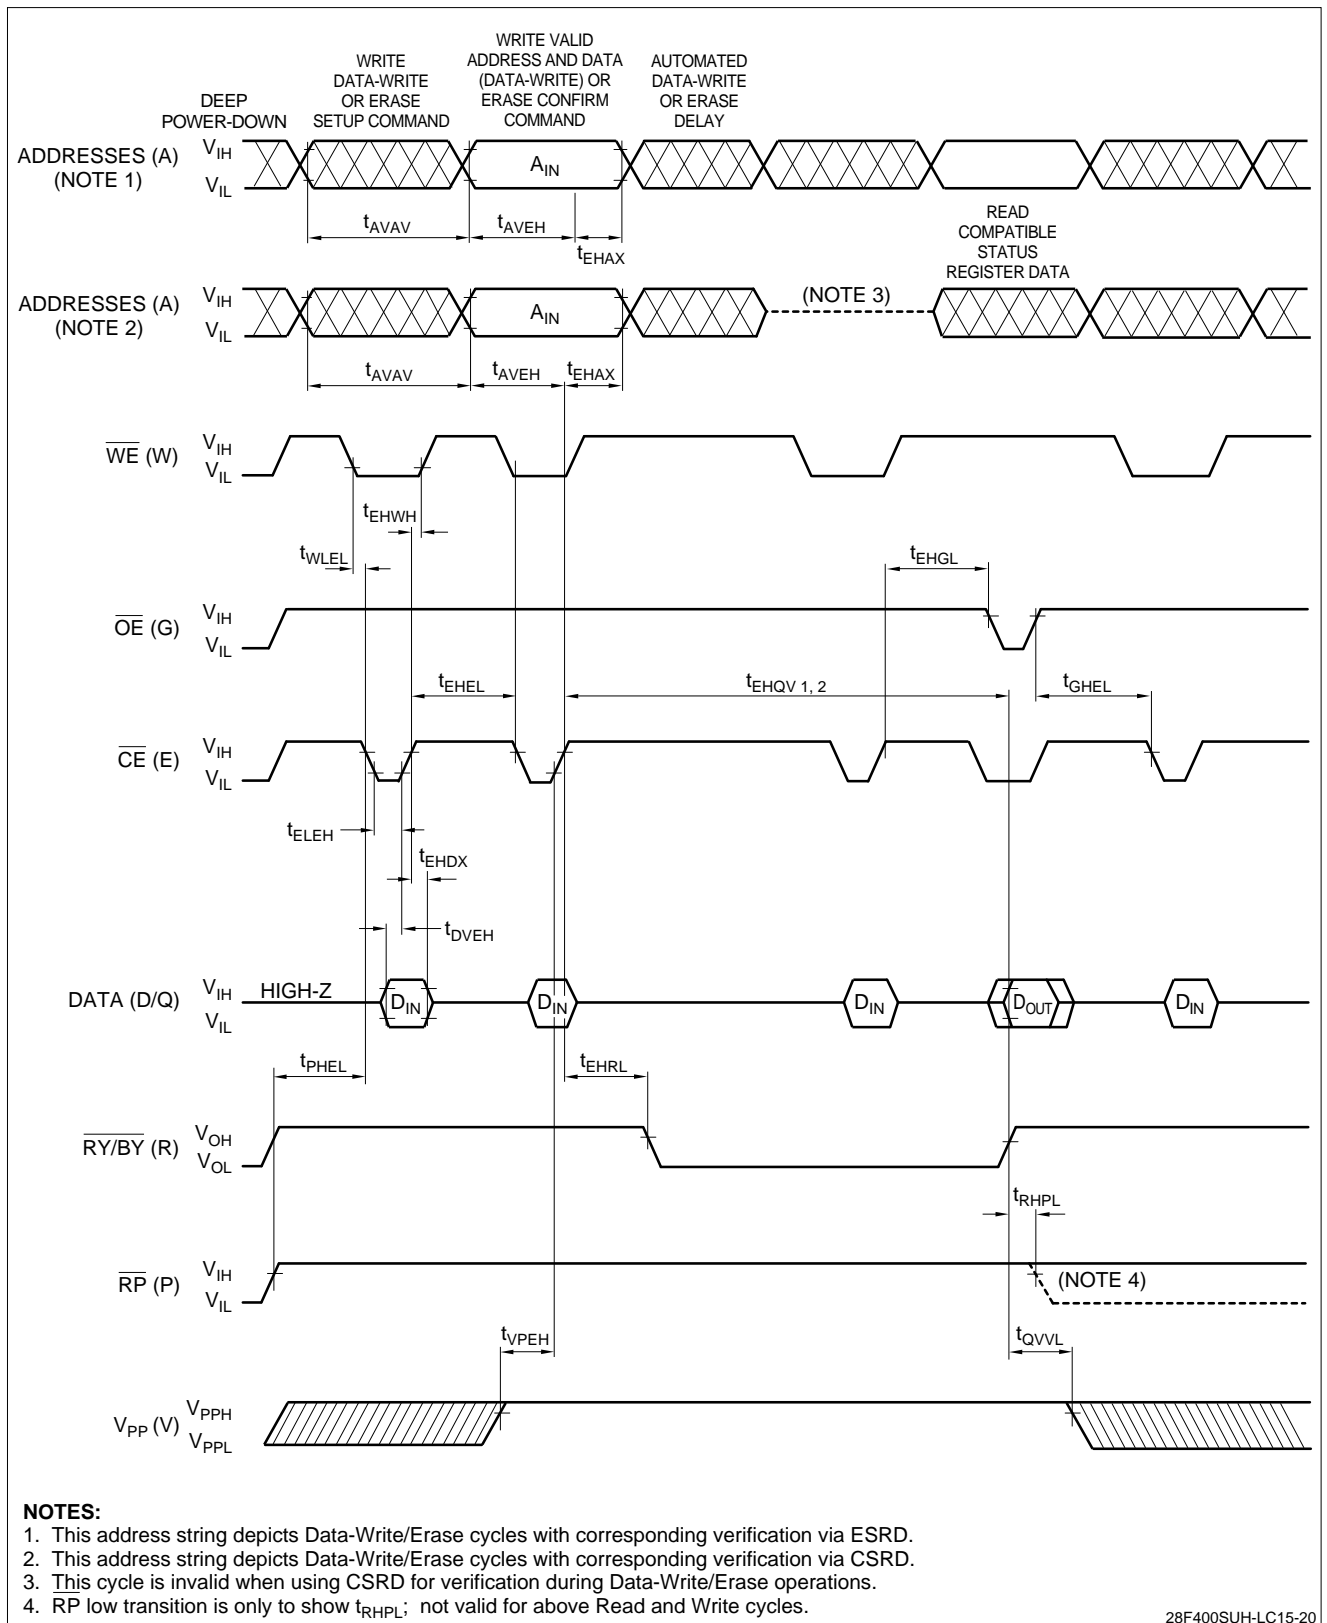 DEEP
POWER-DOWN
WRITE
DATA-WRITE
OR ERASE
SETUP COMMAND
WRITE VALID
ADDRESS AND DATA
(DATA-WRITE) OR
ERASE CONFIRM
COMMAND
AUTOMATED
DATA-WRITE
OR ERASE
DELAY
ADDRESSES (A)
(NOTE 1)
VIH
VIL
AIN
tAVAV
tAVEH
tEHAX
READ
COMPATIBLE
STATUS
REGISTER DATA
ADDRESSES (A)
(NOTE 2)
VIH
VIL
AIN
(NOTE 3)
tAVAV
tAVEH
tEHAX
WE (W)
VIH
VIL
tEHWH
tWLEL
tEHGL
OE (G)
VIH
VIL
tEHEL
tEHQV 1, 2
tGHEL
CE (E)
VIH
VIL
tELEH
tEHDX
tDVEH
DATA (D/Q)
VIH
VIL
HIGH-Z
DIN
DIN
DIN
DOUT
DIN
tPHEL
tEHRL
RY/BY (R)
VOH
VOL
tRHPL
RP (P)
VIH
VIL
(NOTE 4)
tVPEH
tQVVL
VPP (V)
VPPH
VPPL
NOTES:
1. This address string depicts Data-Write/Erase cycles with corresponding verification via ESRD.
2. This address string depicts Data-Write/Erase cycles with corresponding verification via CSRD.
3. This cycle is invalid when using CSRD for verification during Data-Write/Erase operations.
4. RP low transition is only to show tRHPL; not valid for above Read and Write cycles.
28F400SUH-LC15-20